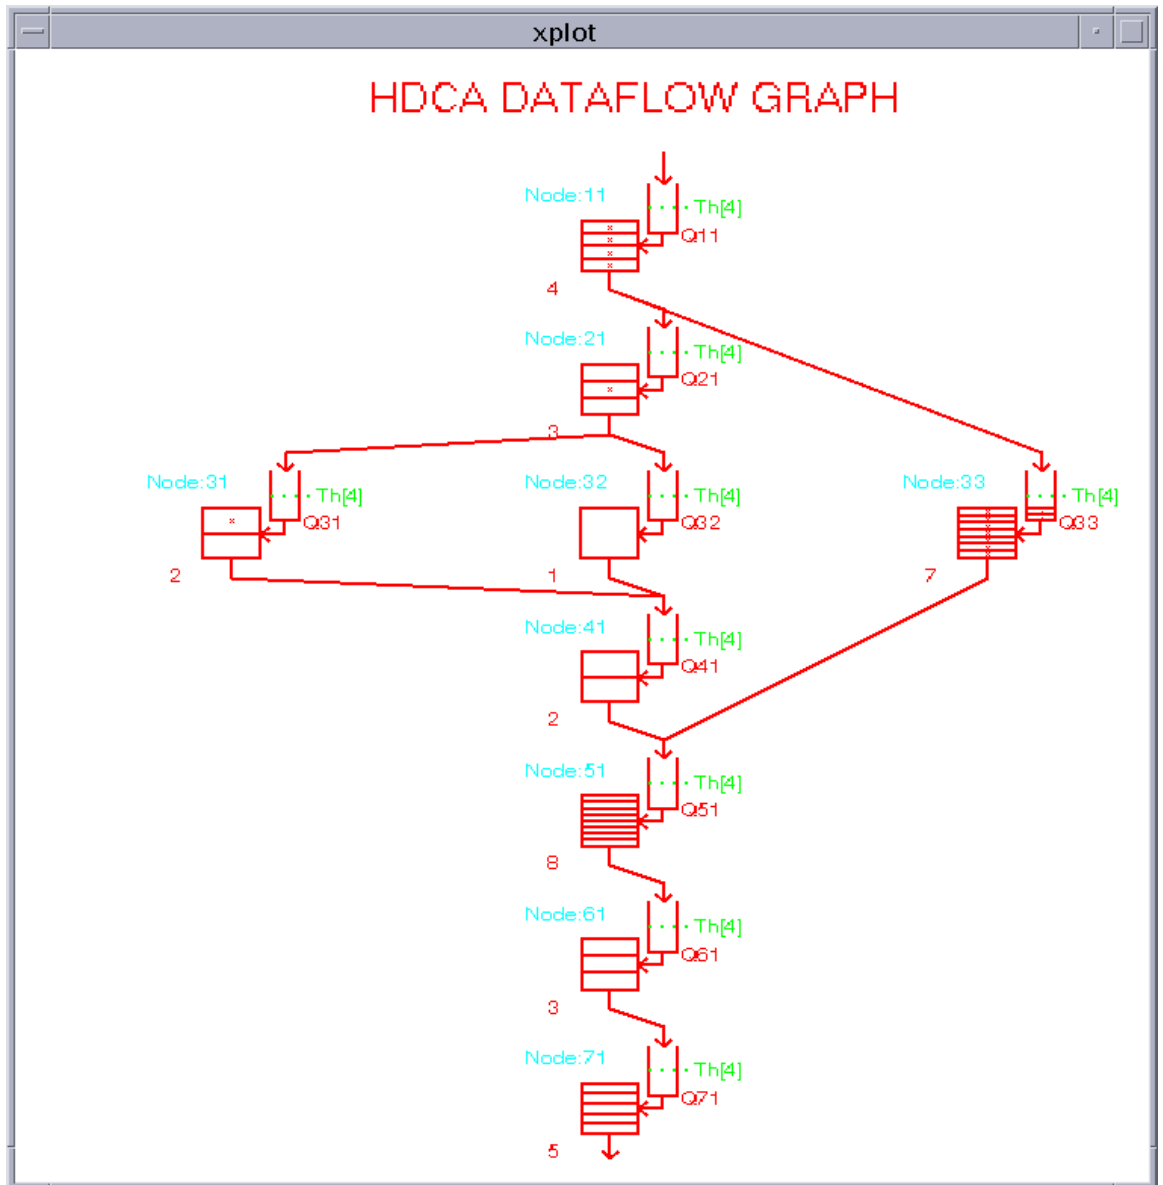 xplot
HDCA DATAFLOW GRAPH
Node:11
Th[4]
Q11
4
Node:21
Th[4]
Q21
3
Node:31
Th[4]
Q31
2
Node:32
Th[4]
Q32
1
Node:33
Th[4]
Q33
7
Node:41
Th[4]
Q41
2
Node:51
Th[4]
Q51
8
Node:61
Th[4]
Q61
3
Node:71
Th[4]
Q71
5